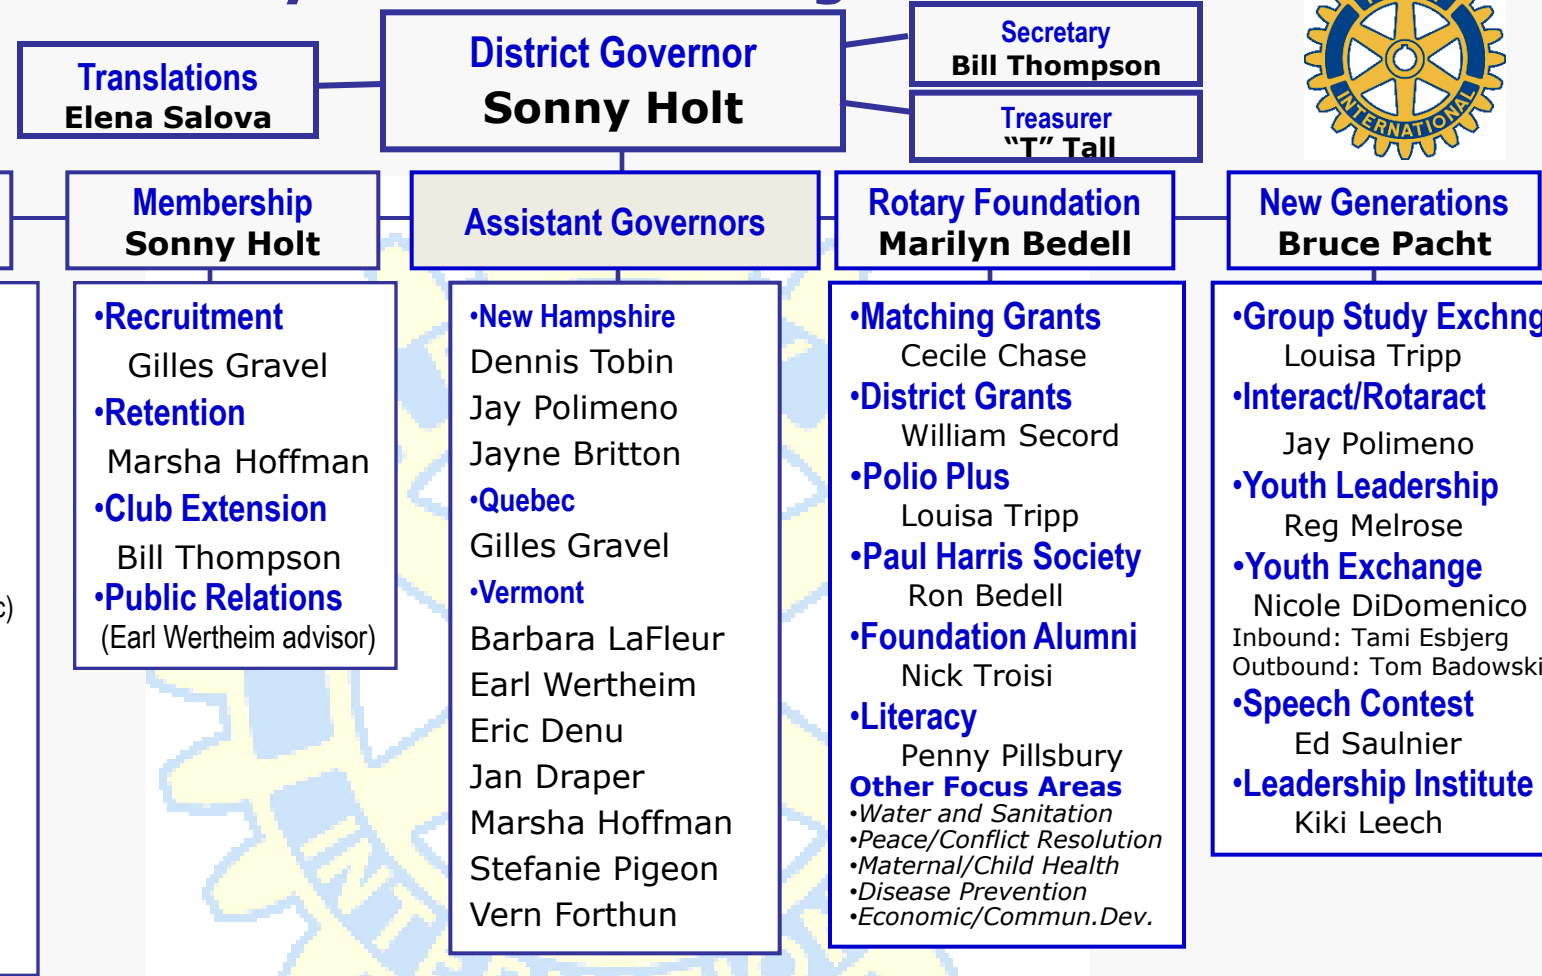 Translations
Elena Salova
District Governor
Sonny Holt
Secretary
Bill Thompson
Treasurer
“T” Tall
INTERNATIONAL
Membership
Sonny Holt
Assistant Governors
Rotary Foundation
Marilyn Bedell
New Generations
Bruce Pacht
c)
•Recruitment
Gilles Gravel
•Retention
Marsha Hoffman
•Club Extension
Bill Thompson
•Public Relations
(Earl Wertheim advisor)
•New Hampshire
Dennis Tobin
Jay Polimeno
Jayne Britton
•Quebec
Gilles Gravel
•Vermont
Barbara LaFleur
Earl Wertheim
Eric Denu
Jan Draper
Marsha Hoffman
Stefanie Pigeon
Vern Forthun
•Matching Grants
Cecile Chase
•District Grants
William Secord
•Polio Plus
Louisa Tripp
•Paul Harris Society
Ron Bedell
•Foundation Alumni
Nick Troisi
•Literacy
Penny Pillsbury
Other Focus Areas
•Water and Sanitation
•Peace/Conflict Resolution
•Maternal/Child Health
•Disease Prevention
•Economic/Commun.Dev.
•Group Study Exchng
Louisa Tripp
•Interact/Rotaract
Jay Polimeno
•Youth Leadership
Reg Melrose
•Youth Exchange
Nicole DiDomenico
Inbound: Tami Esbjerg
Outbound: Tom Badowski
•Speech Contest
Ed Saulnier
•Leadership Institute
Kiki Leech